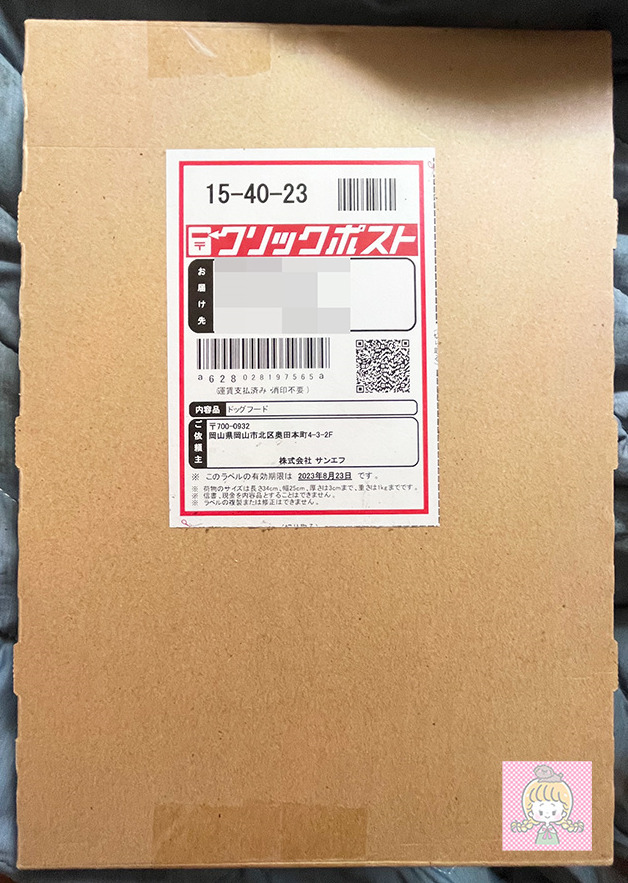 15-40-23
クリックポスト
お届け先
a628028197565a
(運賃支払済み・消印不要)
内容品 ドッグフード
ご依頼主
〒700-0932
岡山県岡山市北区奥田本町4-3-2F
株式会社 サンエフ
※ このラベルの有効期限は 2023年8月23日 です。
※ 荷物のサイズは長さ34cm、幅25cm、厚さは3cmまで、重さは1kgまでです。
※ 信書、現金を内容品とすることはできません。
※ ラベルの複製または修正はできません。